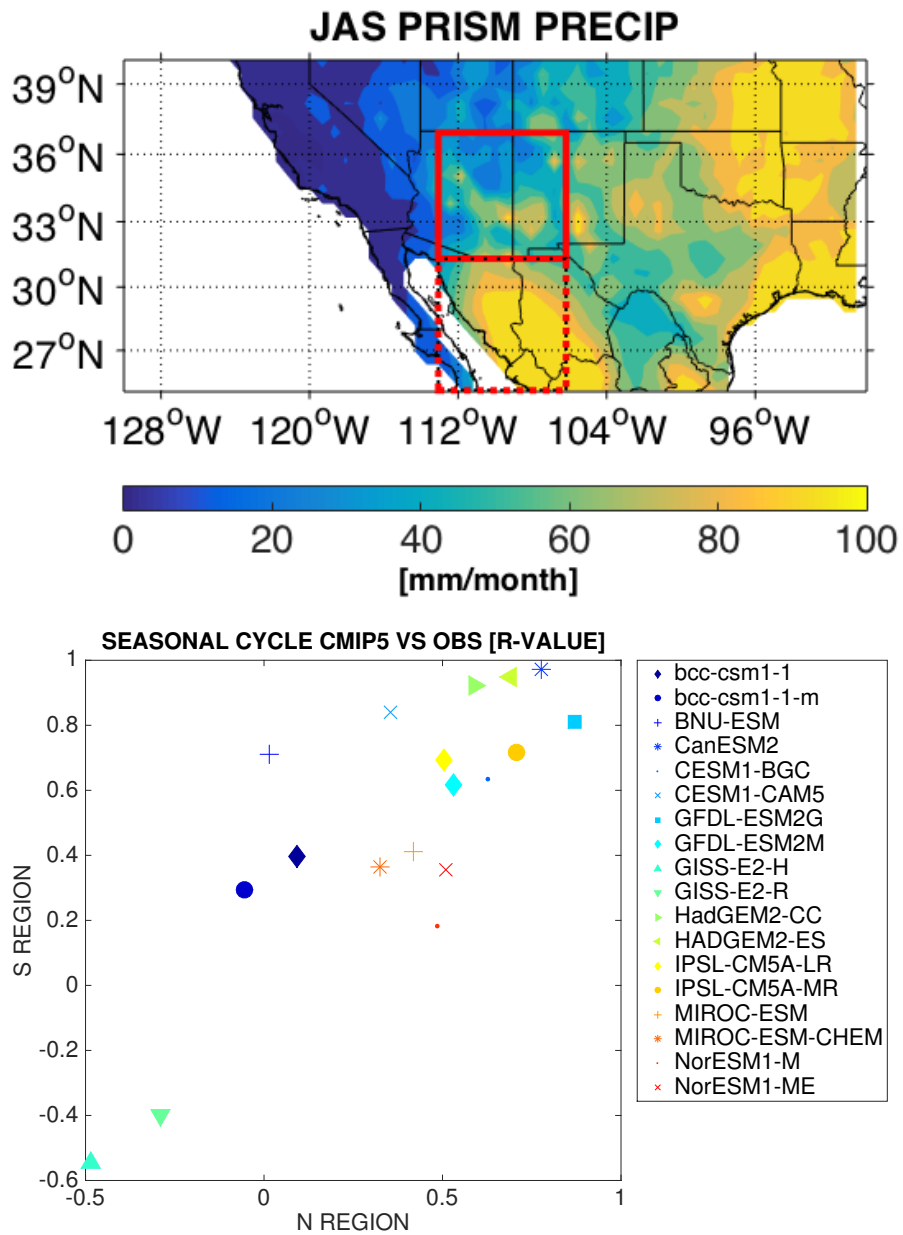 JAS PRISM PRECIP
39°N
36°N
33°N
30°N
27°N
128°W 120°W 112°W 104°W 96°W
0 20 40 60 80 100
[mm/month]
SEASONAL CYCLE CMIP5 VS OBS [R-VALUE]
1
0.8
0.6
0.4
0.2
0
-0.2
-0.4
-0.6
S REGION
-0.5 0 0.5 1
N REGION
bcc-csm1-1
bcc-csm1-1-m
BNU-ESM
CanESM2
CESM1-BGC
CESM1-CAM5
GFDL-ESM2G
GFDL-ESM2M
GISS-E2-H
GISS-E2-R
HadGEM2-CC
HADGEM2-ES
IPSL-CM5A-LR
IPSL-CM5A-MR
MIROC-ESM
MIROC-ESM-CHEM
NorESM1-M
NorESM1-ME